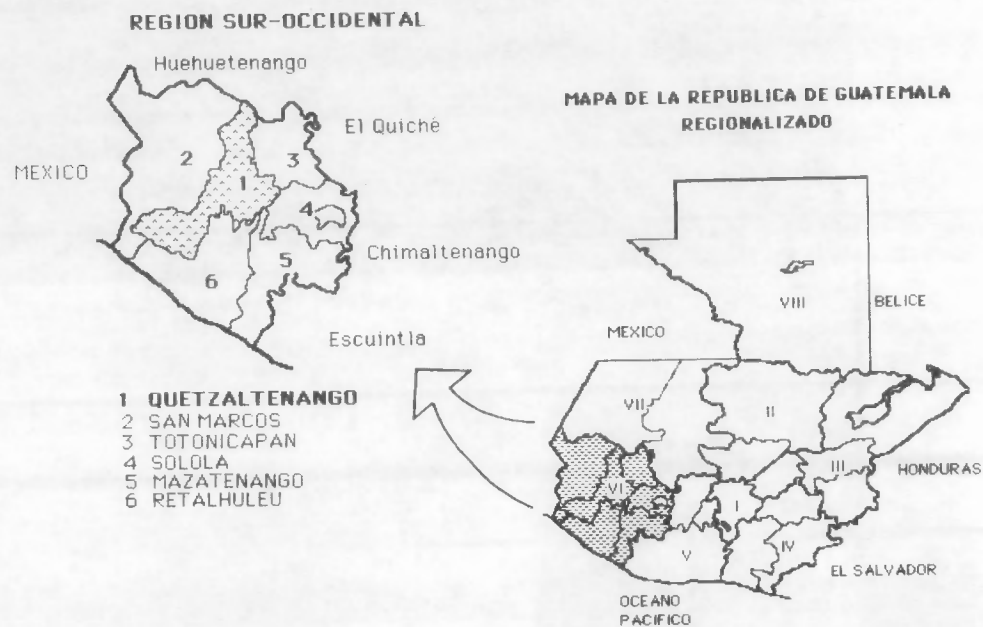 REGION SUR-OCCIDENTAL
Huehuetenango
El Quiché
MEXICO
2
3
1
4
Chimaltenango
5
6
Escuintla
1 QUETZALTENANGO
2 SAN MARCOS
3 TOTONICAPAN
4 SOLOLA
5 MAZATENANGO
6 RETALHULEU
MAPA DE LA REPUBLICA DE GUATEMALA
REGIONALIZADO
VIII
BELICE
MEXICO
VII
II
III
HONDURAS
VI
I
V
IV
EL SALVADOR
OCEANO
PACIFICO